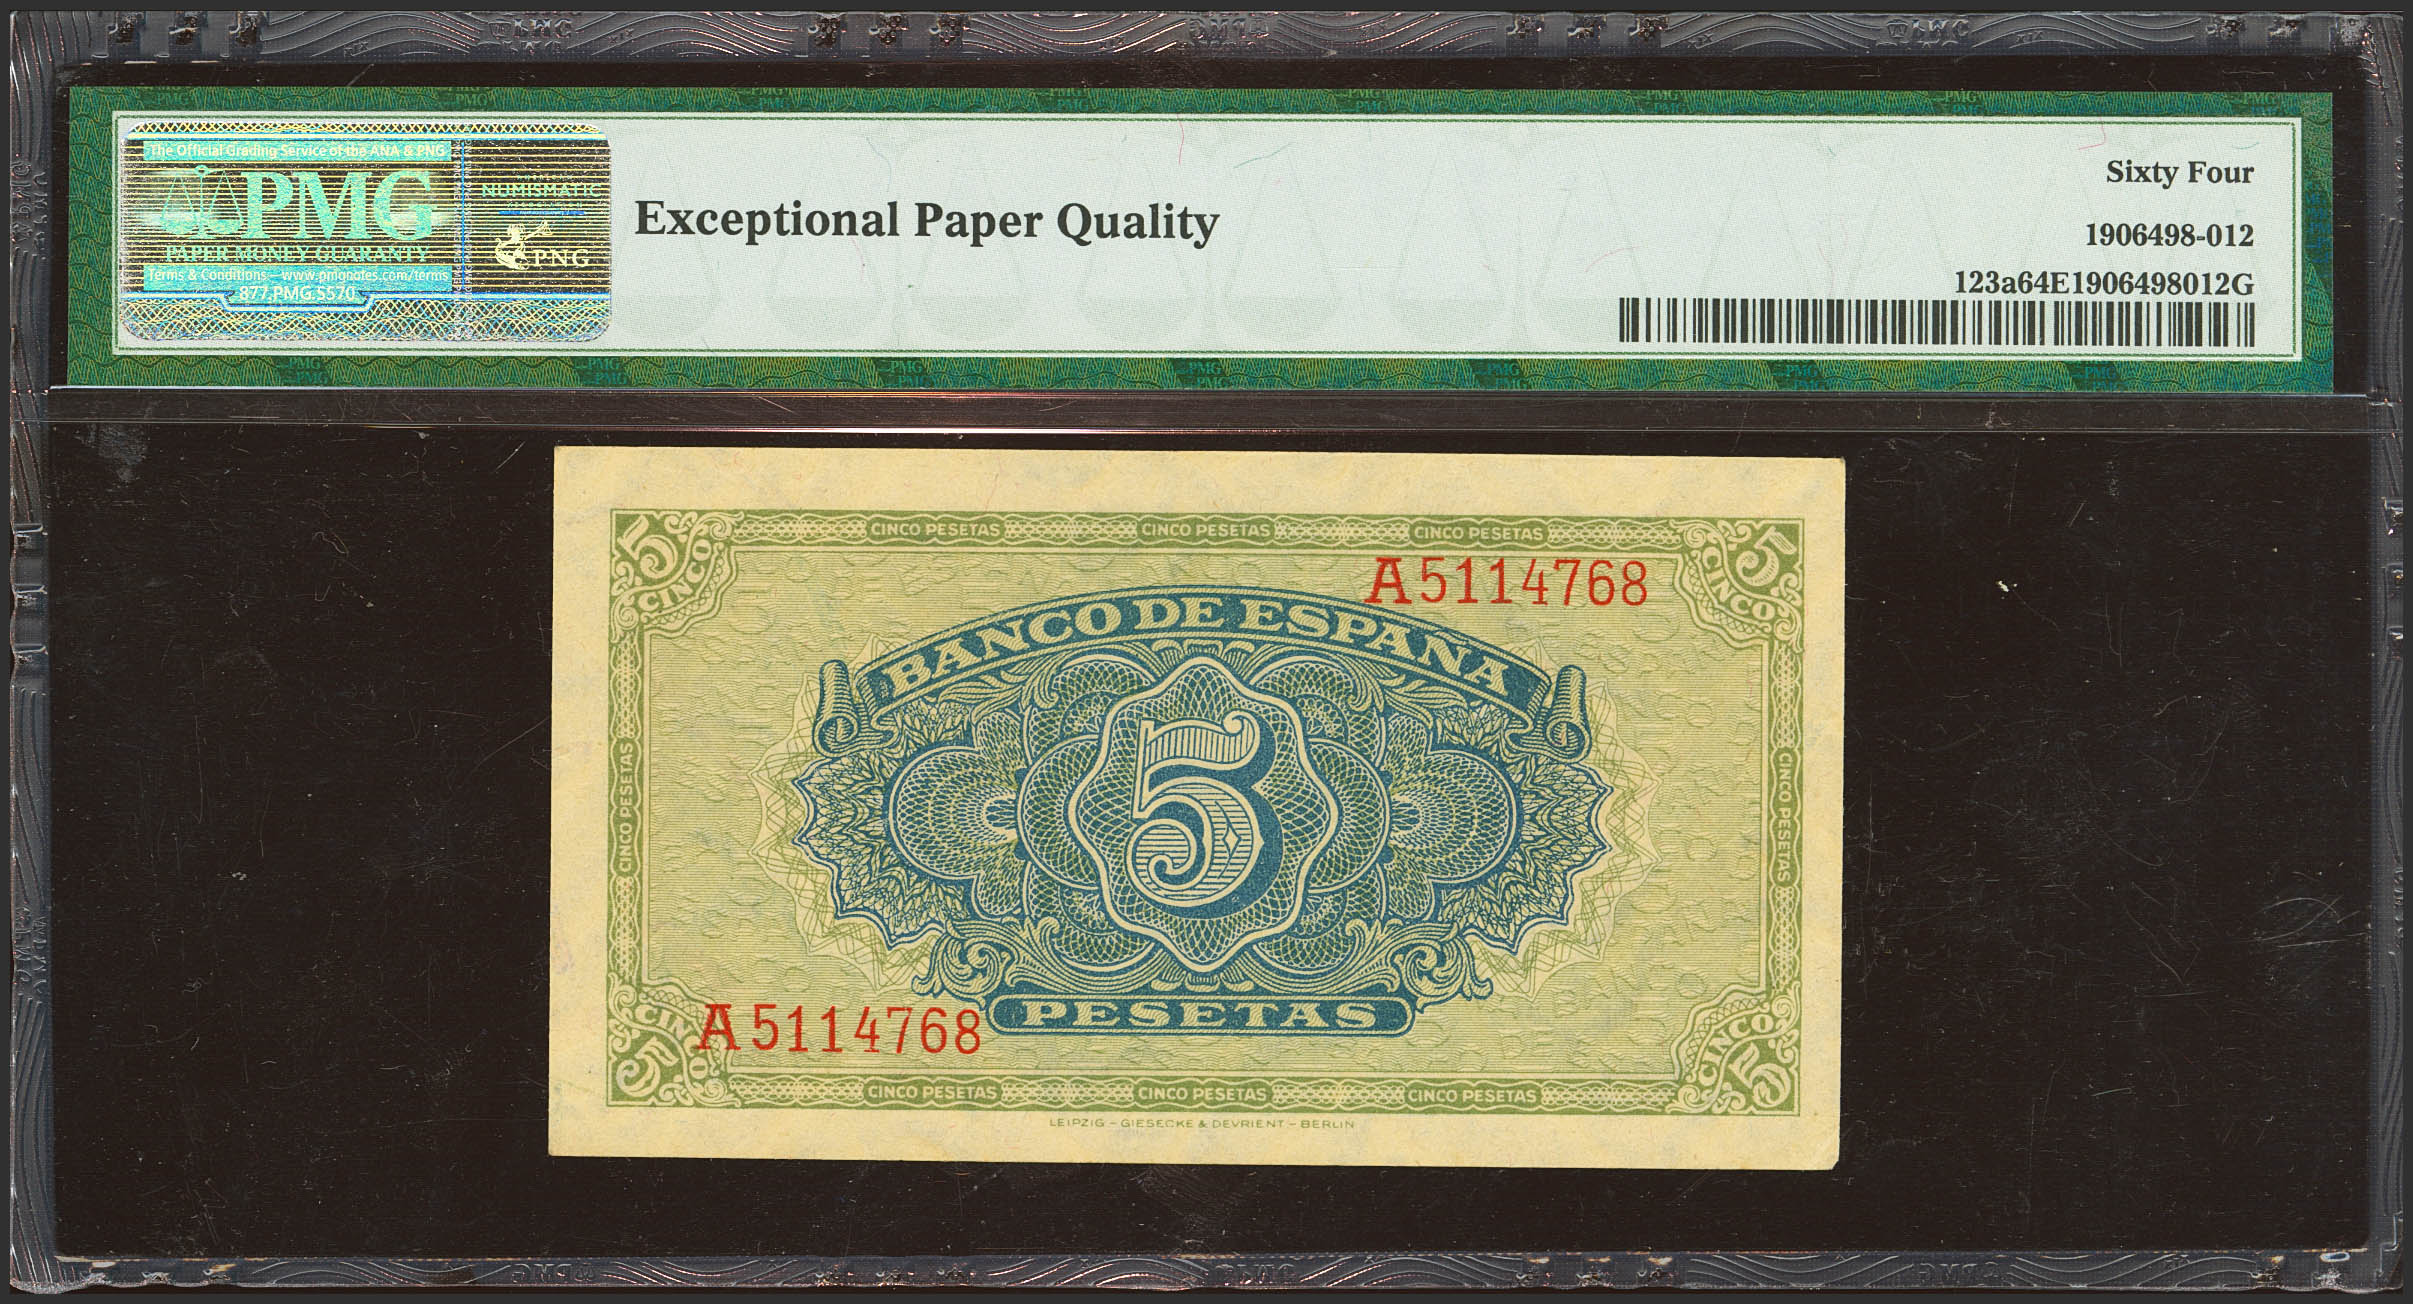 The Official Grading Service of the ANA & PNG
PMG
PAPER MONEY GUARANTY
Terms & Conditions—www.pmgnotes.com/terms
877.PMG.5570
NUMISMATIC
PNG
Exceptional Paper Quality
Sixty Four
1906498-012
123a64E1906498012G
5 CINCO
CINCO PESETAS CINCO PESETAS CINCO PESETAS
5 CINCO
A5114768
BANCO DE ESPAÑA
CINCO PESETAS
5
CINCO PESETAS
PESETAS
A5114768
CINCO 5
CINCO PESETAS CINCO PESETAS CINCO PESETAS
CINCO 5
LEIPZIG – GIESECKE & DEVRIENT – BERLIN